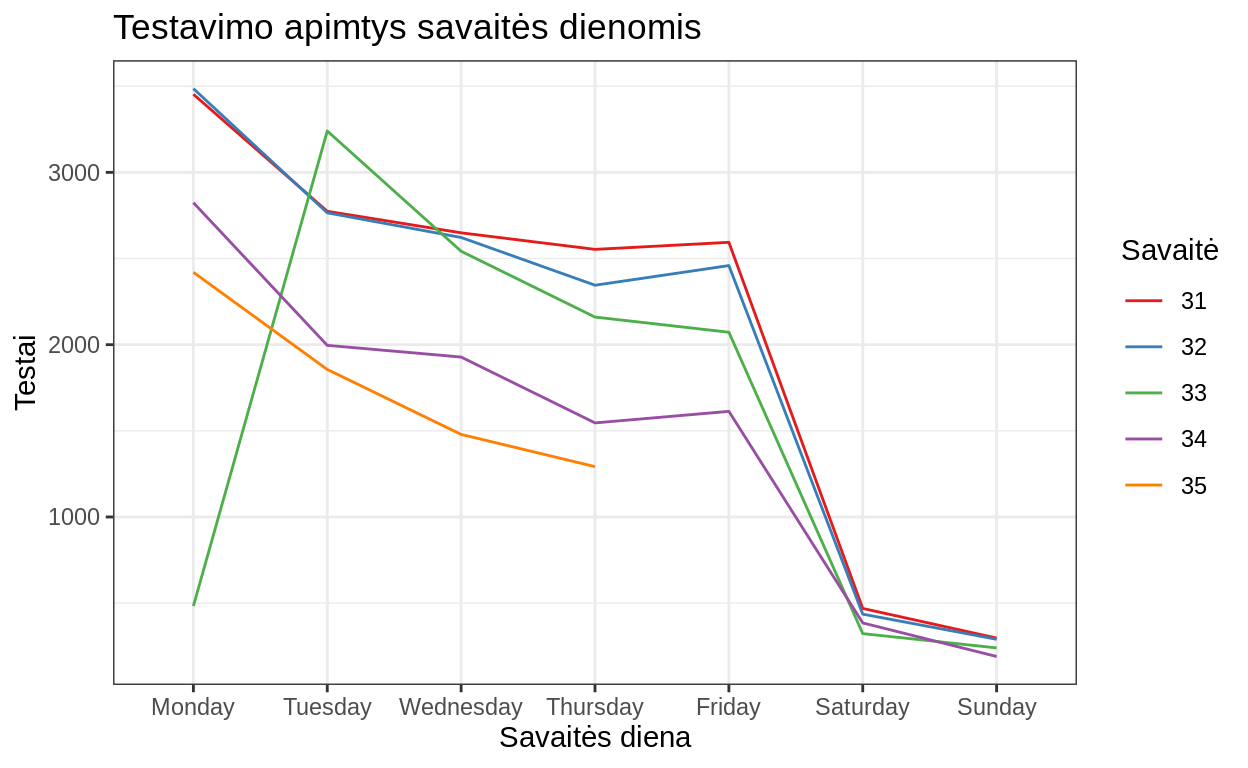 Testavimo apimtys savaitės dienomis
Testai
3000
2000
1000
Monday Tuesday Wednesday Thursday Friday Saturday Sunday
Savaitės diena
Savaitė
31
32
33
34
35